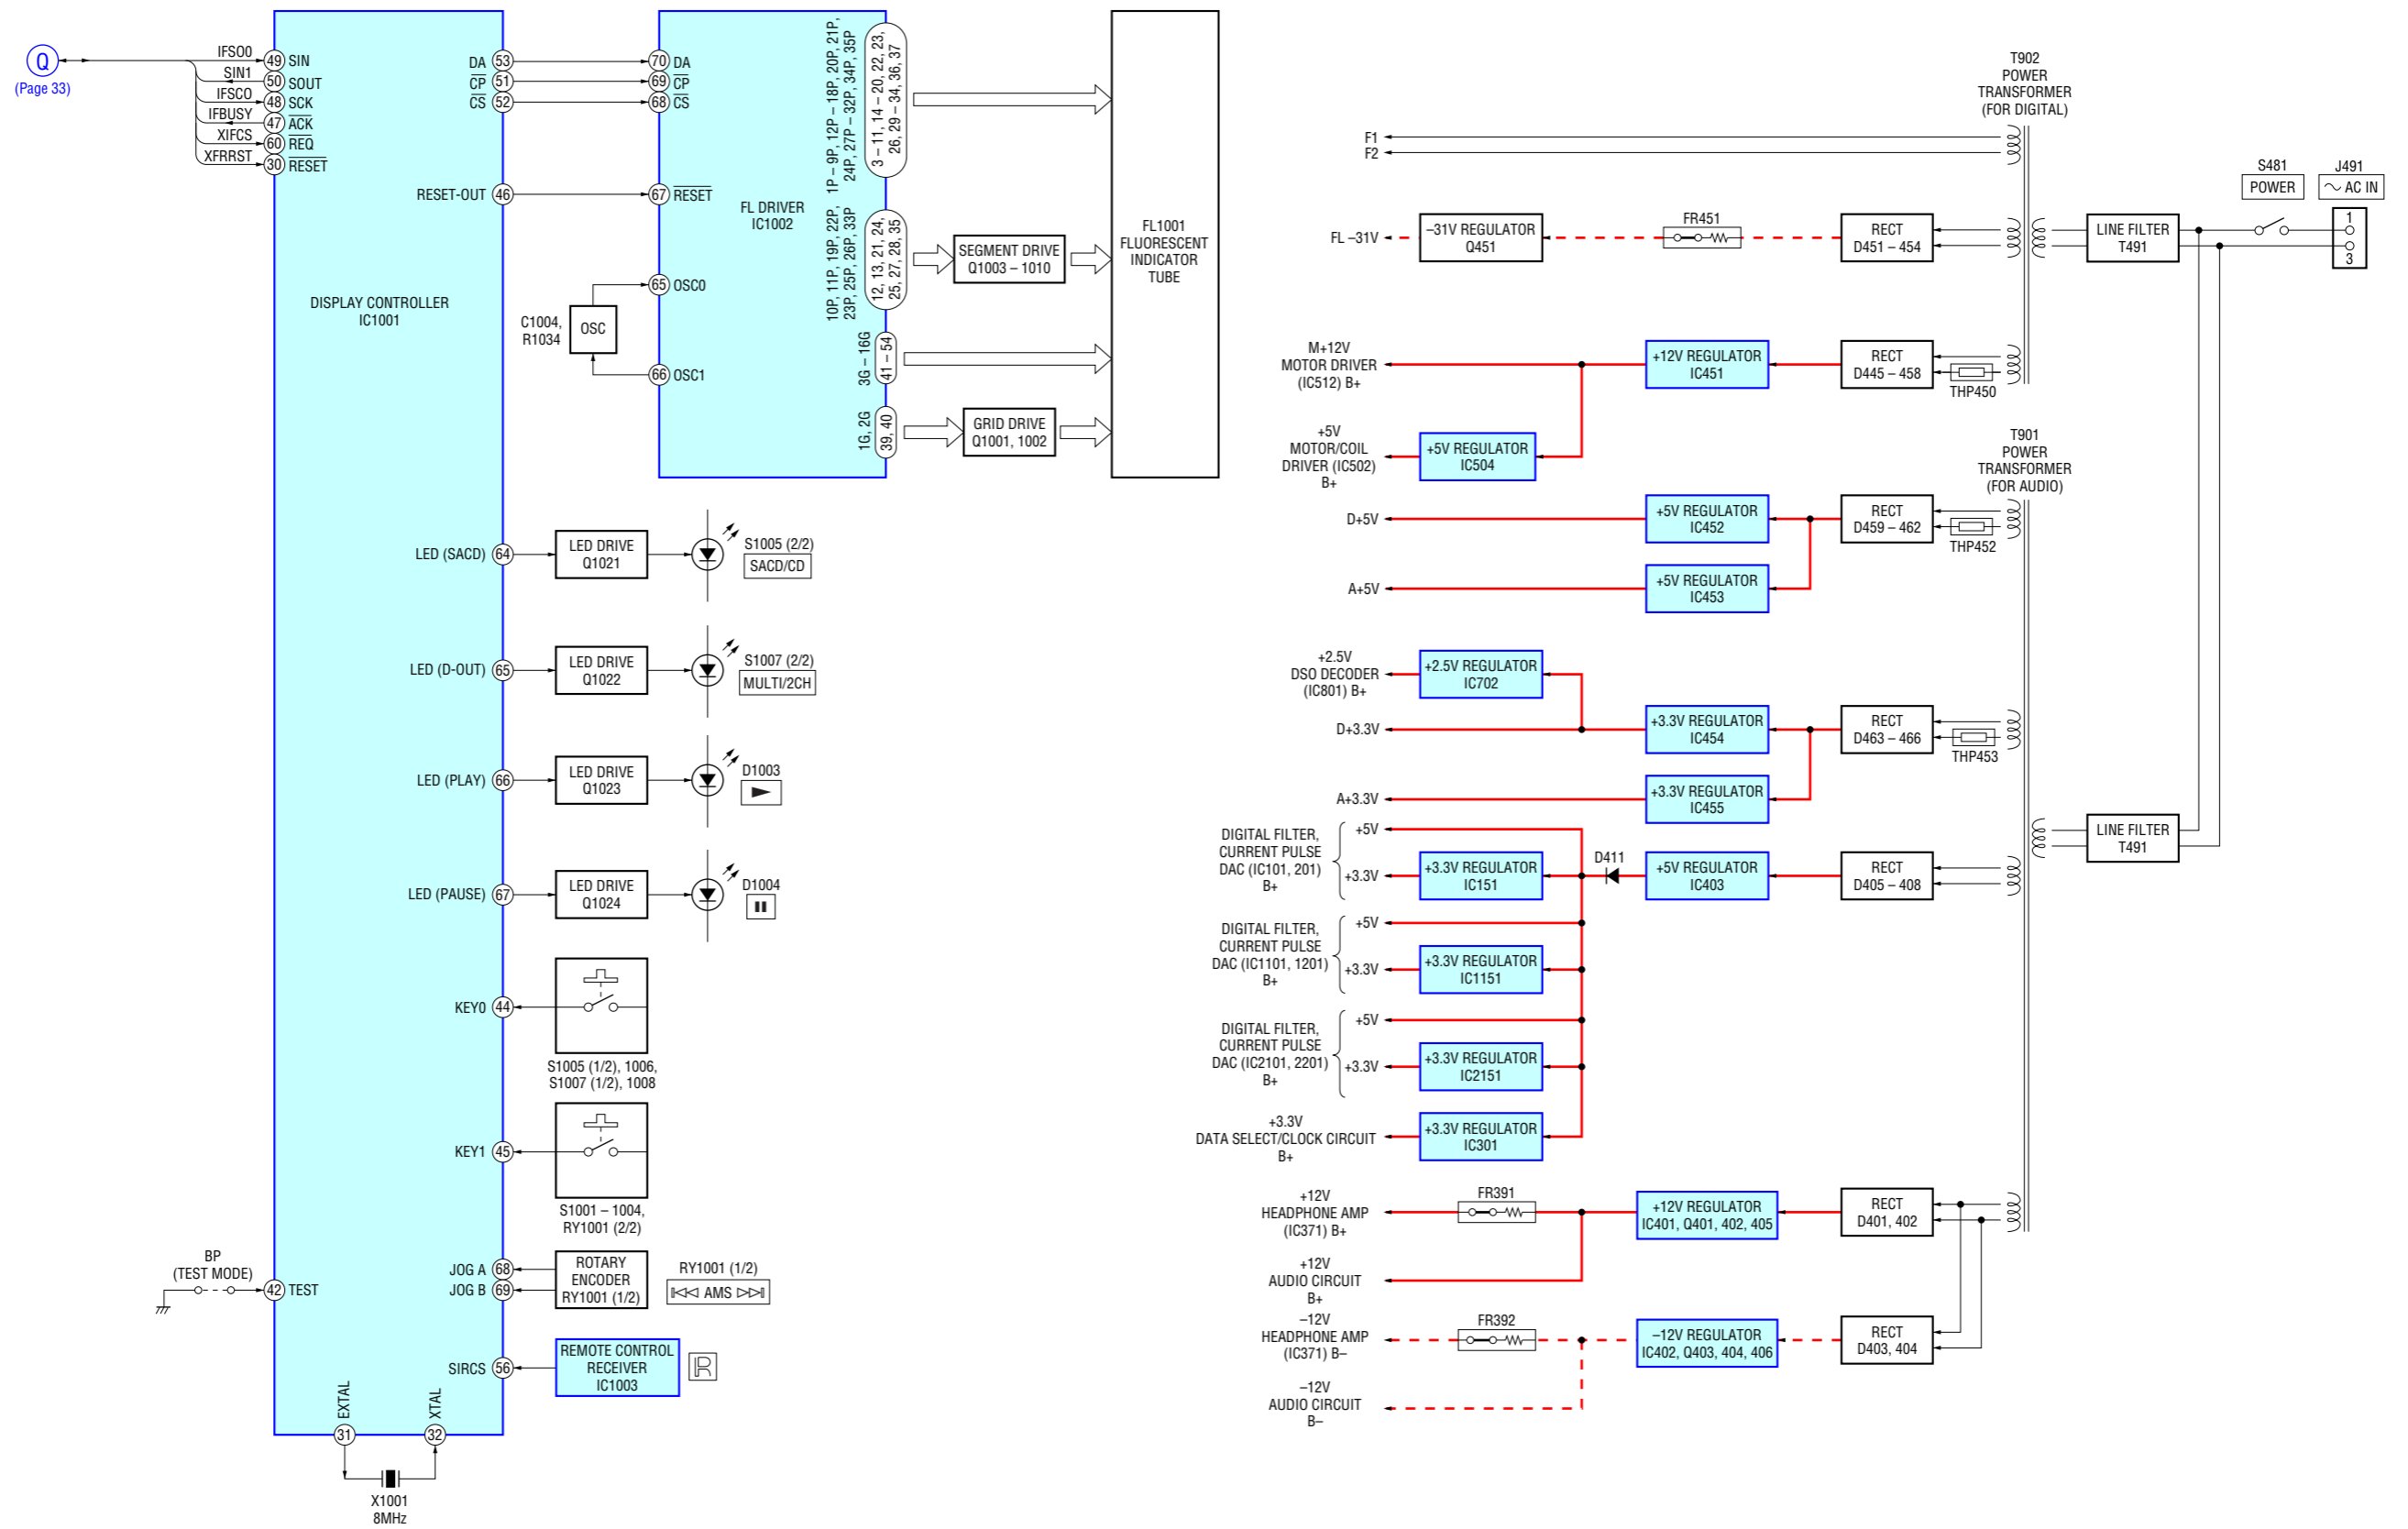 Q
(Page 33)
IFSO0
SIN1
IFSCO
IFBUSY
XIFCS
XFRRST
49 SIN
50 SOUT
48 SCK
47 ACK
60 REQ
30 RESET
DISPLAY CONTROLLER
IC1001
DA 53
CP 51
CS 52
RESET-OUT 46
70 DA
69 CP
68 CS
67 RESET
FL DRIVER
IC1002
65 OSC0
66 OSC1
C1004,
R1034
OSC
1P – 9P, 12P – 18P, 20P, 21P,
24P, 27P – 32P, 34P, 35P
3 – 11, 14 – 20, 22, 23,
26, 29 – 34, 36, 37
10P, 11P, 19P, 22P,
23P, 25P, 26P, 33P
12, 13, 21, 24,
25, 27, 28, 35
3G – 16G
41 – 54
1G, 2G
39, 40
SEGMENT DRIVE
Q1003 – 1010
GRID DRIVE
Q1001, 1002
FL1001
FLUORESCENT
INDICATOR
TUBE
LED (SACD) 64
LED DRIVE
Q1021
S1005 (2/2)
SACD/CD
LED (D-OUT) 65
LED DRIVE
Q1022
S1007 (2/2)
MULTI/2CH
LED (PLAY) 66
LED DRIVE
Q1023
D1003
LED (PAUSE) 67
LED DRIVE
Q1024
D1004
KEY0 44
S1005 (1/2), 1006,
S1007 (1/2), 1008
KEY1 45
S1001 – 1004,
RY1001 (2/2)
JOG A 68
JOG B 69
ROTARY
ENCODER
RY1001 (1/2)
RY1001 (1/2)
AMS
SIRCS 56
REMOTE CONTROL
RECEIVER
IC1003
R
BP
(TEST MODE)
42 TEST
EXTAL
31
XTAL
32
X1001
8MHz
T902
POWER
TRANSFORMER
(FOR DIGITAL)
F1
F2
S481
POWER
J491
AC IN
1
3
LINE FILTER
T491
FL –31V
–31V REGULATOR
Q451
FR451
RECT
D451 – 454
M+12V
MOTOR DRIVER
(IC512) B+
+12V REGULATOR
IC451
RECT
D445 – 458
THP450
+5V
MOTOR/COIL
DRIVER (IC502)
B+
+5V REGULATOR
IC504
T901
POWER
TRANSFORMER
(FOR AUDIO)
D+5V
+5V REGULATOR
IC452
RECT
D459 – 462
THP452
A+5V
+5V REGULATOR
IC453
+2.5V
DSO DECODER
(IC801) B+
+2.5V REGULATOR
IC702
D+3.3V
+3.3V REGULATOR
IC454
RECT
D463 – 466
THP453
A+3.3V
+3.3V REGULATOR
IC455
LINE FILTER
T491
DIGITAL FILTER,
CURRENT PULSE
DAC (IC101, 201)
B+
+5V
+3.3V
+3.3V REGULATOR
IC151
D411
+5V REGULATOR
IC403
RECT
D405 – 408
DIGITAL FILTER,
CURRENT PULSE
DAC (IC1101, 1201)
B+
+5V
+3.3V
+3.3V REGULATOR
IC1151
DIGITAL FILTER,
CURRENT PULSE
DAC (IC2101, 2201)
B+
+5V
+3.3V
+3.3V REGULATOR
IC2151
+3.3V
DATA SELECT/CLOCK CIRCUIT
B+
+3.3V REGULATOR
IC301
+12V
HEADPHONE AMP
(IC371) B+
FR391
+12V REGULATOR
IC401, Q401, 402, 405
RECT
D401, 402
+12V
AUDIO CIRCUIT
B+
–12V
HEADPHONE AMP
(IC371) B–
FR392
–12V REGULATOR
IC402, Q403, 404, 406
RECT
D403, 404
–12V
AUDIO CIRCUIT
B–